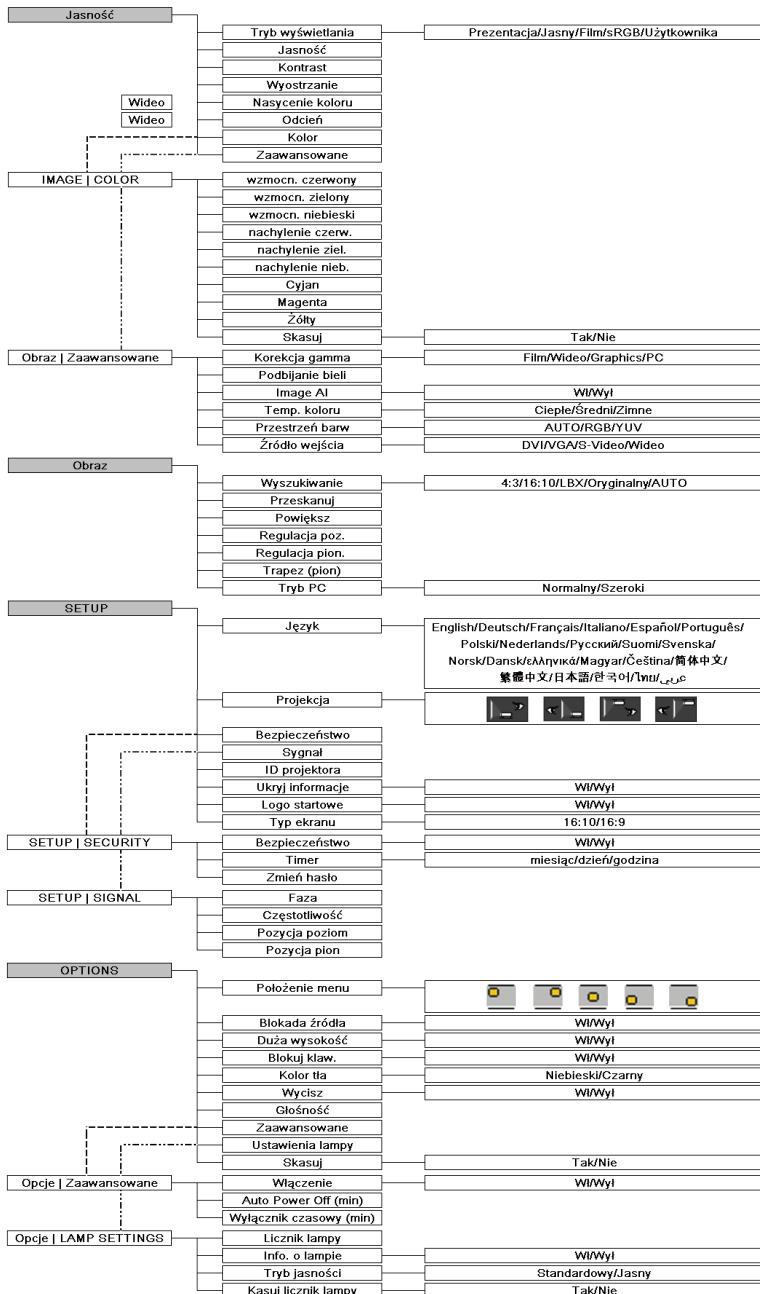 Jasność
Tryb wyświetlania Prezentacja/Jasny/Film/sRGB/Użytkownika
Jasność
Kontrast
Wyostrzanie
Wideo Nasycenie koloru
Wideo Odcień
Kolor
Zaawansowane
IMAGE | COLOR wzmocn. czerwony
wzmocn. zielony
wzmocn. niebieski
nachylenie czerw.
nachylenie ziel.
nachylenie nieb.
Cyjan
Magenta
Żółty
Skasuj Tak/Nie
Obraz | Zaawansowane Korekcja gamma Film/Wideo/Graphics/PC
Podbijanie bieli
Image AI Wł/Wył
Temp. koloru Ciepłe/Średni/Zimne
Przestrzeń barw AUTO/RGB/YUV
Źródło wejścia DVI/VGA/S-Video/Wideo
Obraz
Wyszukiwanie 4:3/16:10/LBX/Oryginalny/AUTO
Przeskanuj
Powiększ
Regulacja poz.
Regulacja pion.
Trapez (pion)
Tryb PC Normalny/Szeroki
SETUP
Język English/Deutsch/Français/Italiano/Español/Português/
Polski/Nederlands/Русский/Suomi/Svenska/
Norsk/Dansk/ελληνικά/Magyar/Čeština/简体中文/
繁體中文/日本語/한국어/ไทย/عربي
Projekcja
Bezpieczeństwo
Sygnał
ID projektora
Ukryj informacje Wł/Wył
Logo startowe Wł/Wył
Typ ekranu 16:10/16:9
SETUP | SECURITY Bezpieczeństwo Wł/Wył
Timer miesiąc/dzień/godzina
Zmień hasło
SETUP | SIGNAL Faza
Częstotliwość
Pozycja poziom
Pozycja pion
OPTIONS
Położenie menu
Blokada źródła Wł/Wył
Duża wysokość Wł/Wył
Blokuj klaw. Wł/Wył
Kolor tła Niebieski/Czarny
Wycisz Wł/Wył
Głośność
Zaawansowane
Ustawienia lampy
Skasuj Tak/Nie
Opcje | Zaawansowane Włączenie Wł/Wył
Auto Power Off (min)
Wyłącznik czasowy (min)
Opcje | LAMP SETTINGS Licznik lampy
Info. o lampie Wł/Wył
Tryb jasności Standardowy/Jasny
Kasuj licznik lampy Tak/Nie